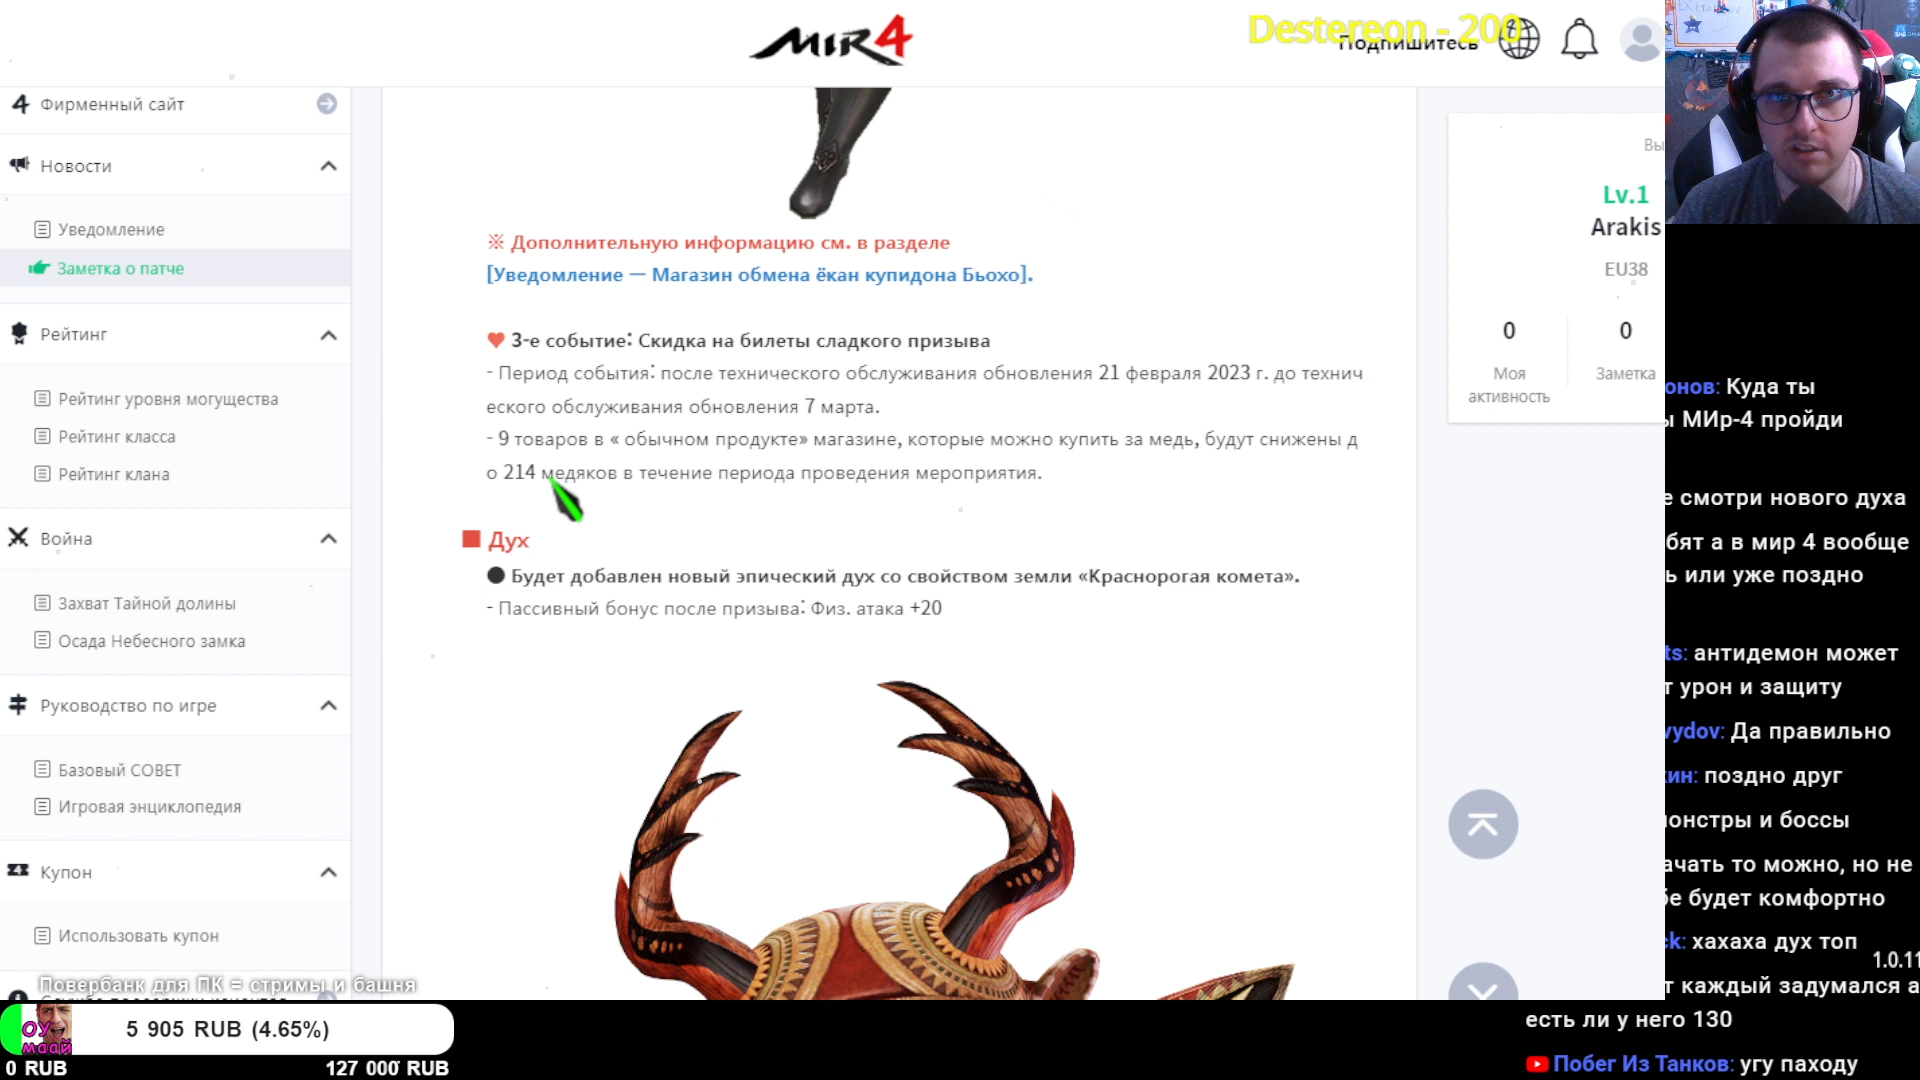 MIR4
Destereon - 200
Подпишитесь
Фирменный сайт
Новости
Уведомление
Заметка о патче
Рейтинг
Рейтинг уровня могущества
Рейтинг класса
Рейтинг клана
Война
Захват Тайной долины
Осада Небесного замка
Руководство по игре
Базовый СОВЕТ
Игровая энциклопедия
Купон
Использовать купон
※ Дополнительную информацию см. в разделе
[Уведомление — Магазин обмена ёкан купидона Бьохо].
3-е событие: Скидка на билеты сладкого призыва
- Период события: после технического обслуживания обновления 21 февраля 2023 г. до технич
еского обслуживания обновления 7 марта.
- 9 товаров в « обычном продукте» магазине, которые можно купить за медь, будут снижены д
о 214 медяков в течение периода проведения мероприятия.
Дух
Будет добавлен новый эпический дух со свойством земли «Краснорогая комета».
- Пассивный бонус после призыва: Физ. атака +20
Вы
Lv.1
Arakis
EU38
0
0
Моя
активность
Заметка
онов: Куда ты
ы МИр-4 пройди
е смотри нового духа
бят а в мир 4 вообще
ь или уже поздно
ts: антидемон может
т урон и защиту
vydov: Да правильно
кин: поздно друг
онстры и боссы
ачать то можно, но не
бе будет комфортно
ck: хахаха дух топ
1.0.11
т каждый задумался а
есть ли у него 130
Побег Из Танков: угу паходу
Повербанк для ПК = стримы и башня
ОУ
маай
5 905 RUB (4.65%)
0 RUB
127 000 RUB